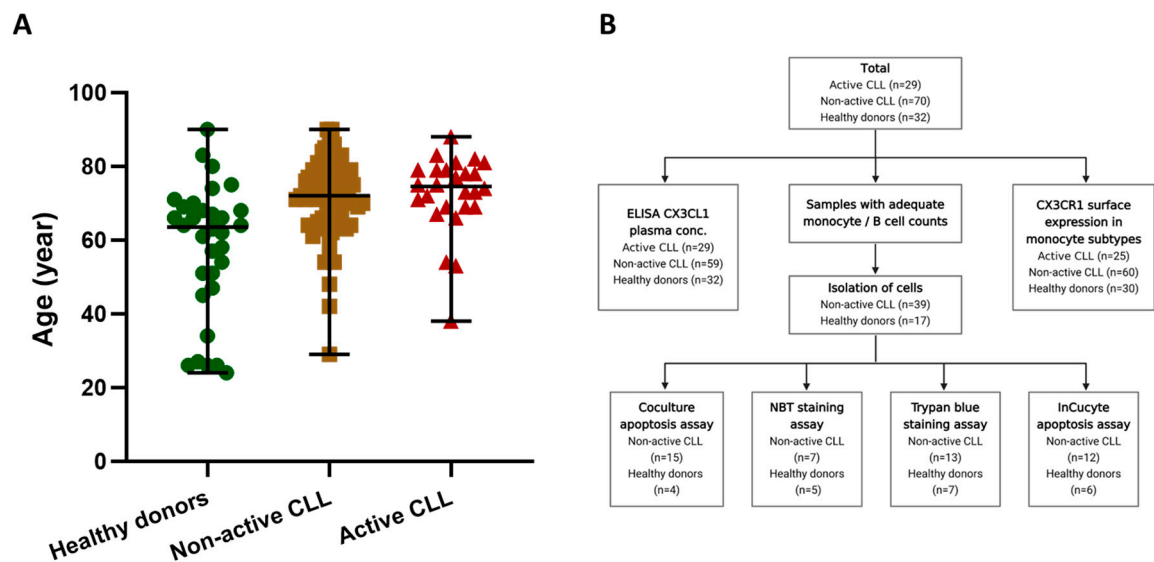 A
Age (year)
100
80
60
40
20
0
Healthy donors
Non-active CLL
Active CLL
B
Total
Active CLL (n=29)
Non-active CLL (n=70)
Healthy donors (n=32)
ELISA CX3CL1
plasma conc.
Active CLL (n=29)
Non-active CLL (n=59)
Healthy donors (n=32)
Samples with adequate
monocyte / B cell counts
CX3CR1 surface
expression in
monocyte subtypes
Active CLL (n=25)
Non-active CLL (n=60)
Healthy donors (n=30)
Isolation of cells
Non-active CLL (n=39)
Healthy donors (n=17)
Coculture
apoptosis assay
Non-active CLL
(n=15)
Healthy donors
(n=4)
NBT staining
assay
Non-active CLL
(n=7)
Healthy donors
(n=5)
Trypan blue
staining assay
Non-active CLL
(n=13)
Healthy donors
(n=7)
InCucyte
apoptosis assay
Non-active CLL
(n=12)
Healthy donors
(n=6)